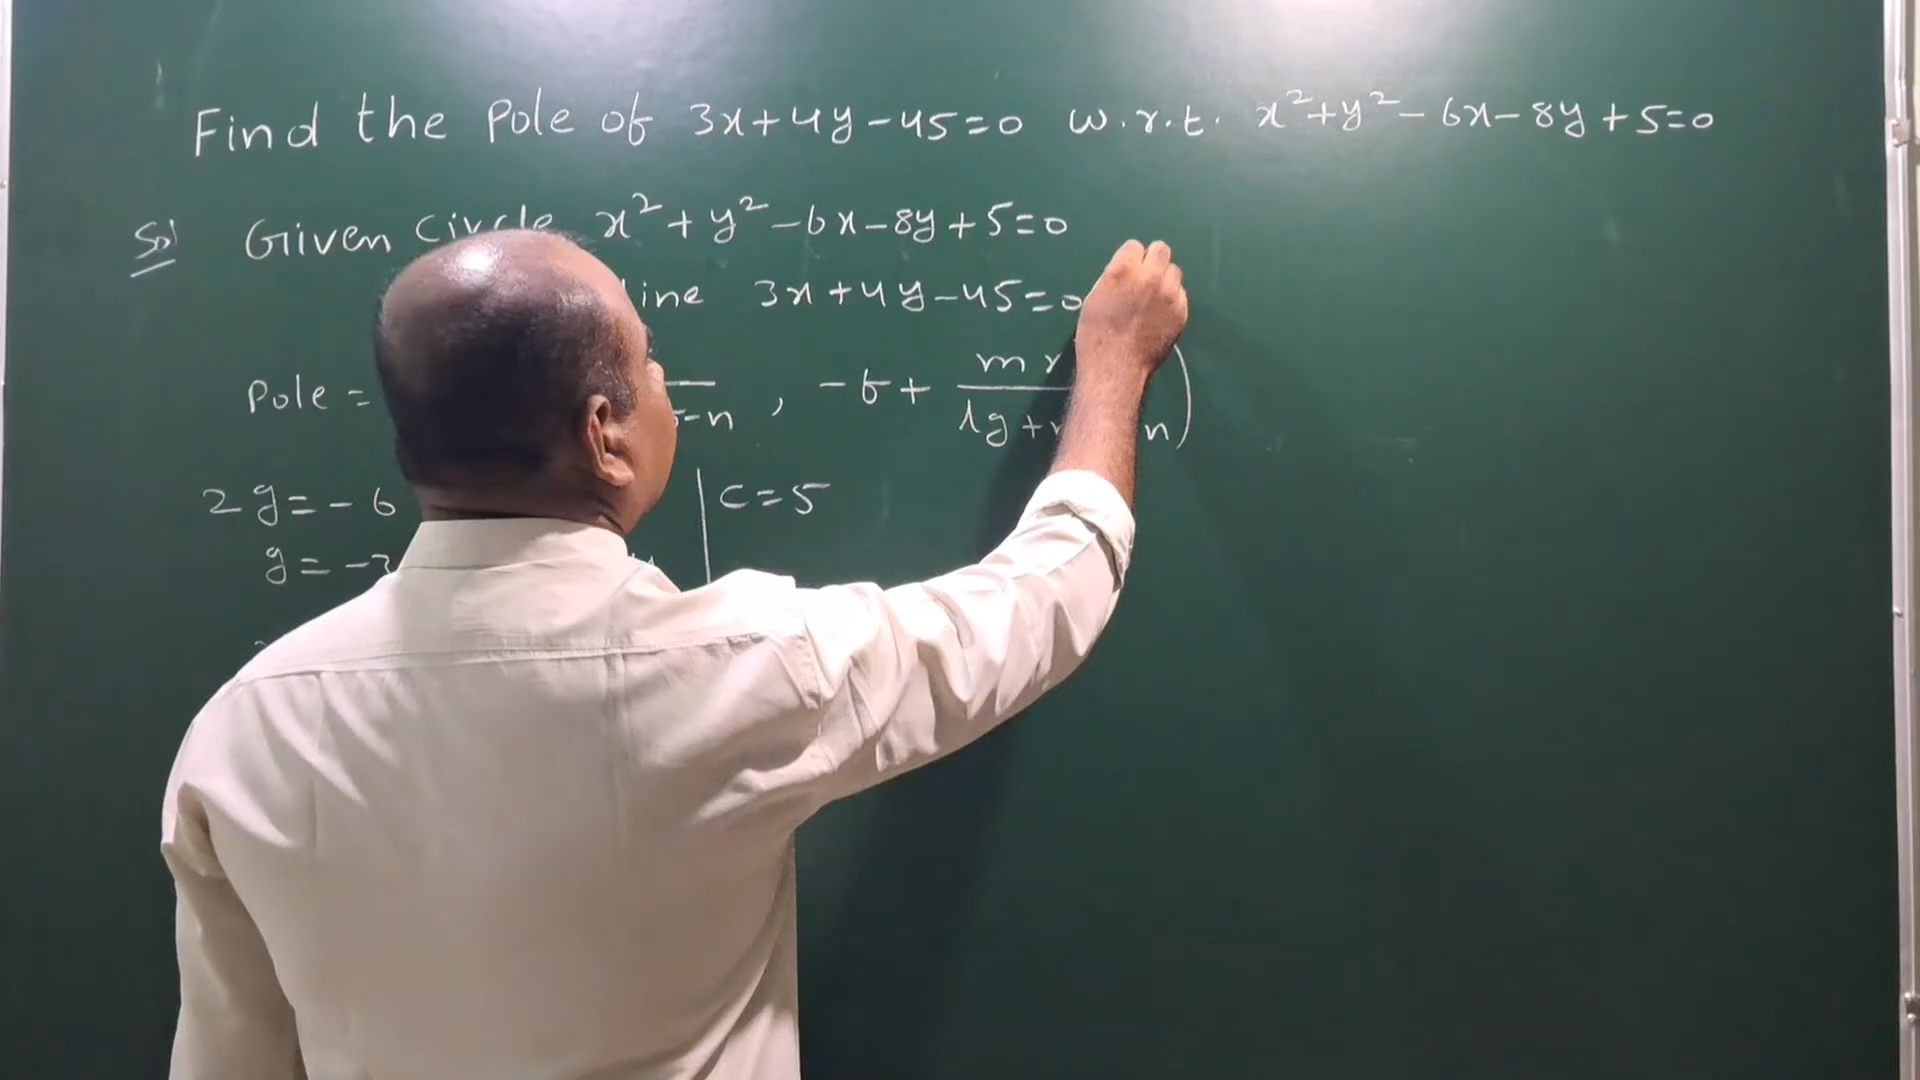 Find the Pole of 3x+4y-45=0 w.r.t. x²+y²-6x-8y+5=0
Sol Given Circle x²+y²-6x-8y+5=0
line 3x+4y-45=0
Pole = -n , -f+ m r lg+ n)
2g=-6 | c=5
g=-3